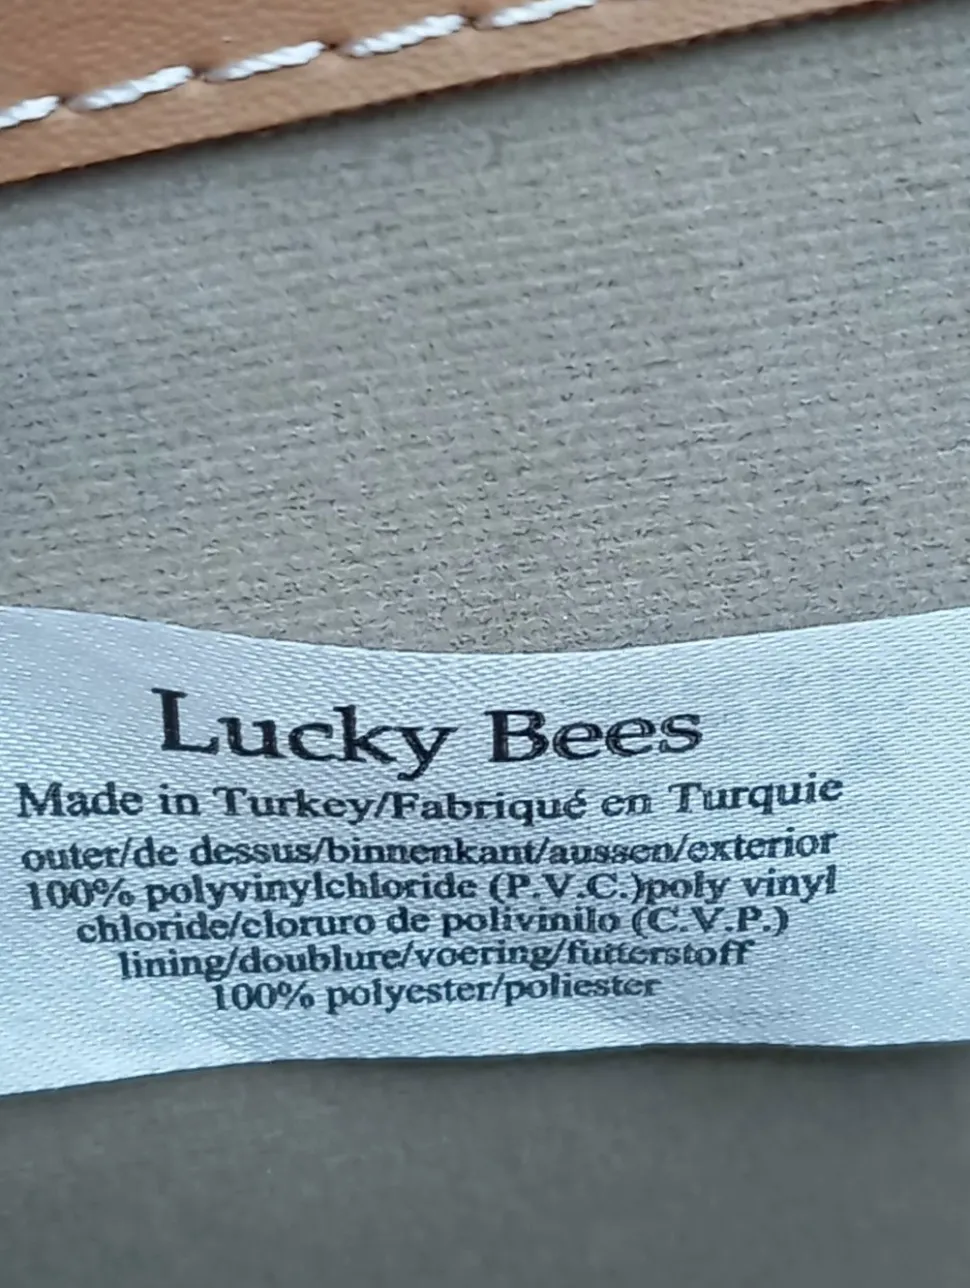 Lucky Bees
Made in Turkey/Fabriqué en Turquie
outer/de dessus/binnenkant/aussen/exterior
100% polyvinylchloride (P.V.C.)poly vinyl
chloride/cloruro de polivinilo (C.V.P.)
lining/doublure/voering/futterstoff
100% polyester/poliester